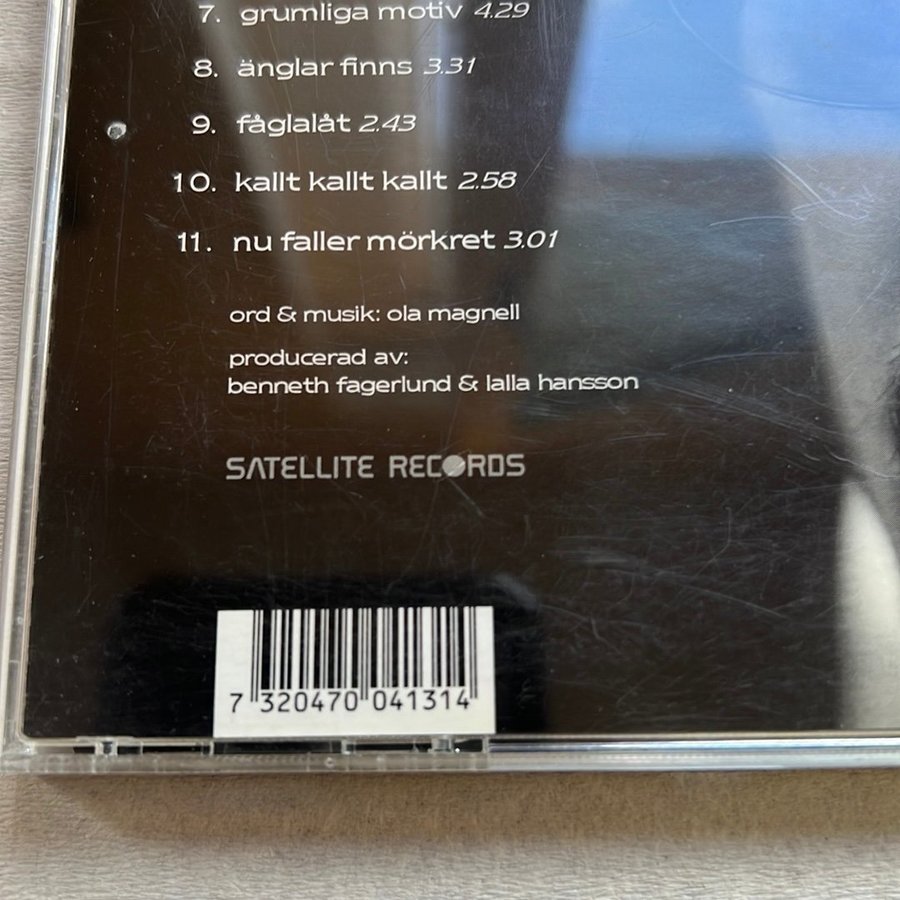 7. grumliga motiv 4.29
8. änglar finns 3.31
9. fåglalåt 2.43
10. kallt kallt kallt 2.58
11. nu faller mörkret 3.01
ord & musik: ola magnell
producerad av:
benneth fagerlund & lalla hansson
SATELLITE RECORDS
7 320470 041314